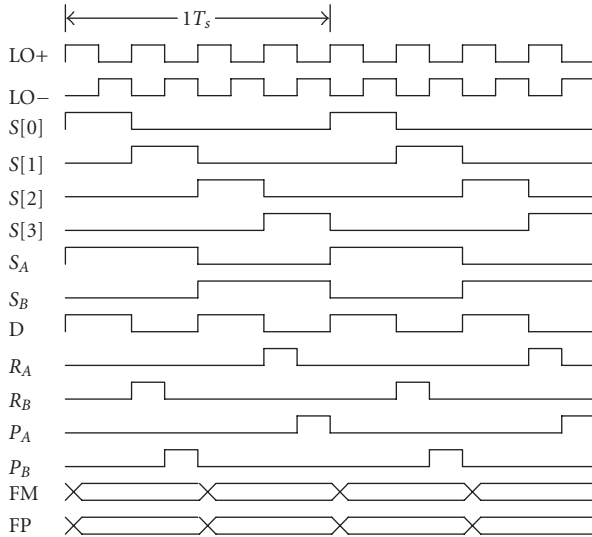 1T_s
LO+
LO−
S[0]
S[1]
S[2]
S[3]
S_A
S_B
D
R_A
R_B
P_A
P_B
FM
FP